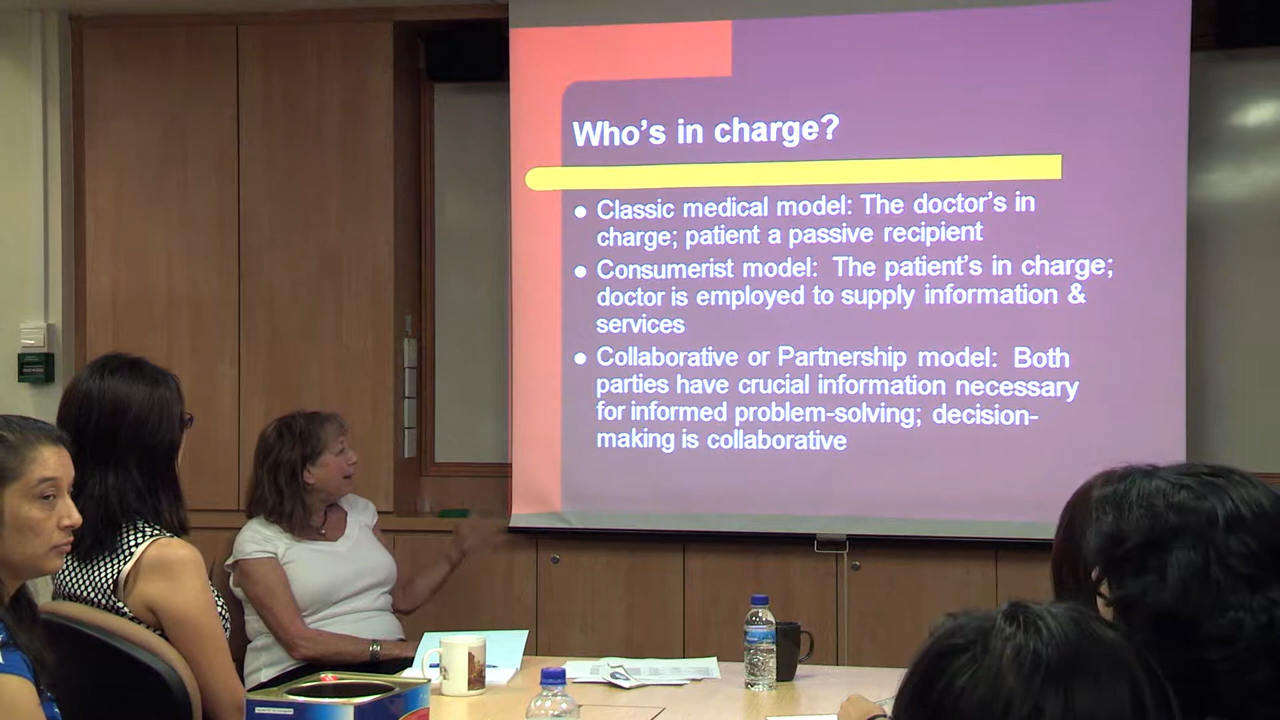 Who's in charge?
● Classic medical model: The doctor's in
charge; patient a passive recipient
● Consumerist model:  The patient's in charge;
doctor is employed to supply information &
services
● Collaborative or Partnership model:  Both
parties have crucial information necessary
for informed problem-solving; decision-
making is collaborative